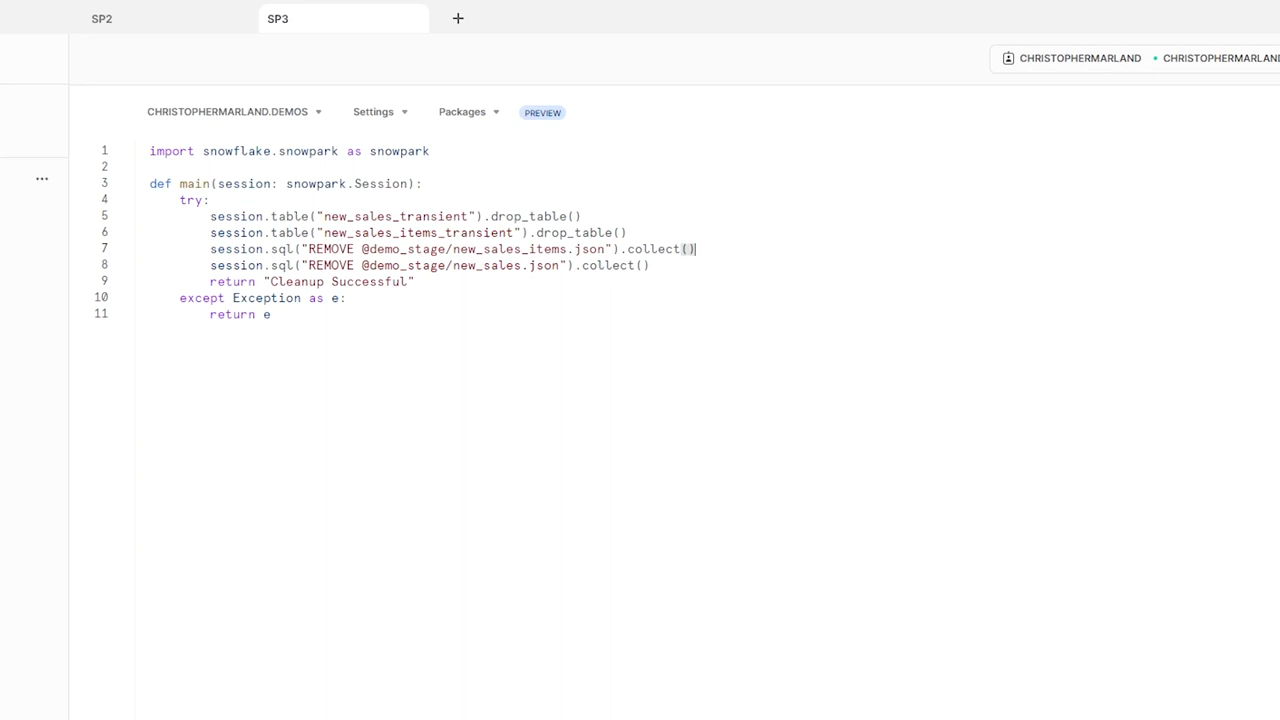 SP2
SP3
CHRISTOPHERMARLAND CHRISTOPHERMARLAND
CHRISTOPHERMARLAND.DEMOS Settings Packages PREVIEW
1 import snowflake.snowpark as snowpark
2
3 def main(session: snowpark.Session):
4 try:
5 session.table("new_sales_transient").drop_table()
6 session.table("new_sales_items_transient").drop_table()
7 session.sql("REMOVE @demo_stage/new_sales_items.json").collect()
8 session.sql("REMOVE @demo_stage/new_sales.json").collect()
9 return "Cleanup Successful"
10 except Exception as e:
11 return e